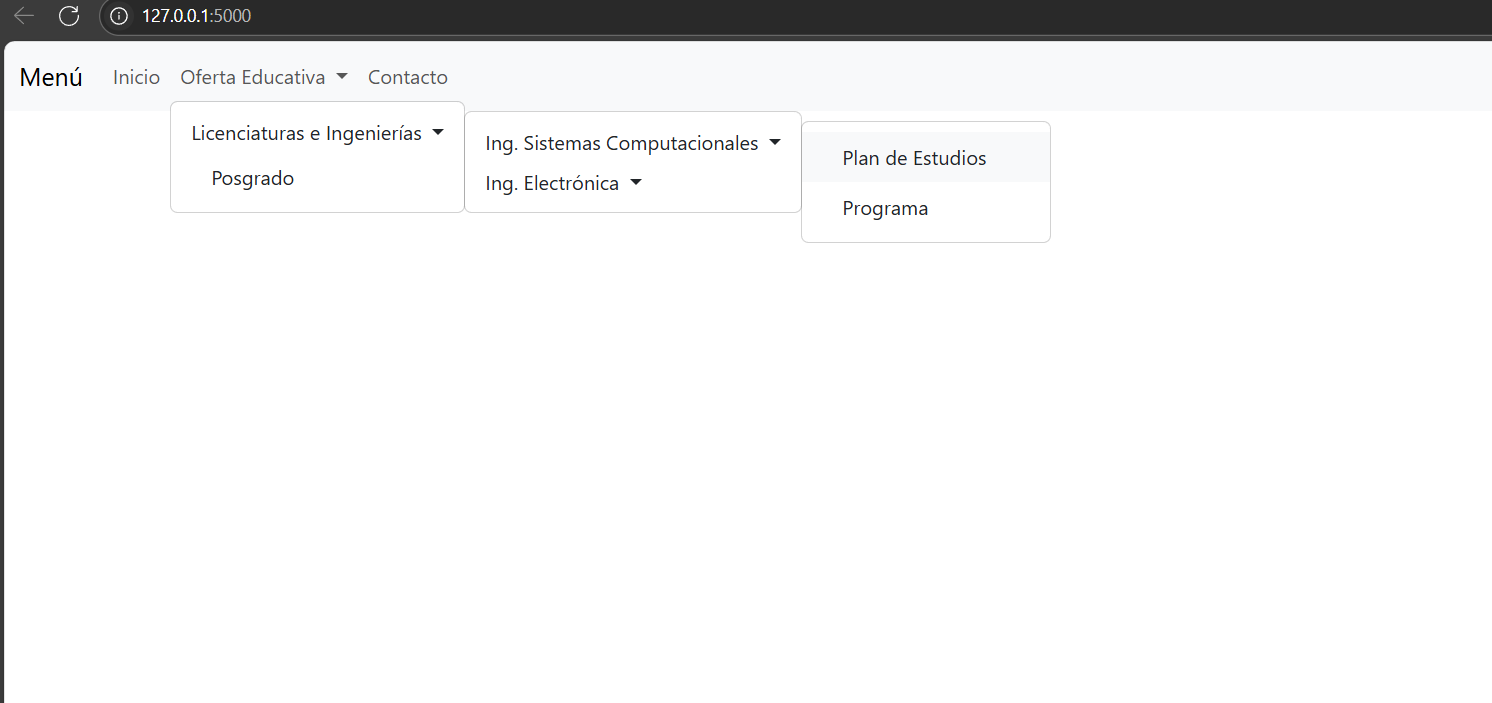 127.0.0.1:5000
Menú Inicio Oferta Educativa Contacto
Licenciaturas e Ingenierías
Posgrado
Ing. Sistemas Computacionales
Ing. Electrónica
Plan de Estudios
Programa